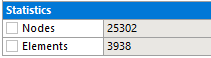 Statistics
Nodes 25302
Elements 3938